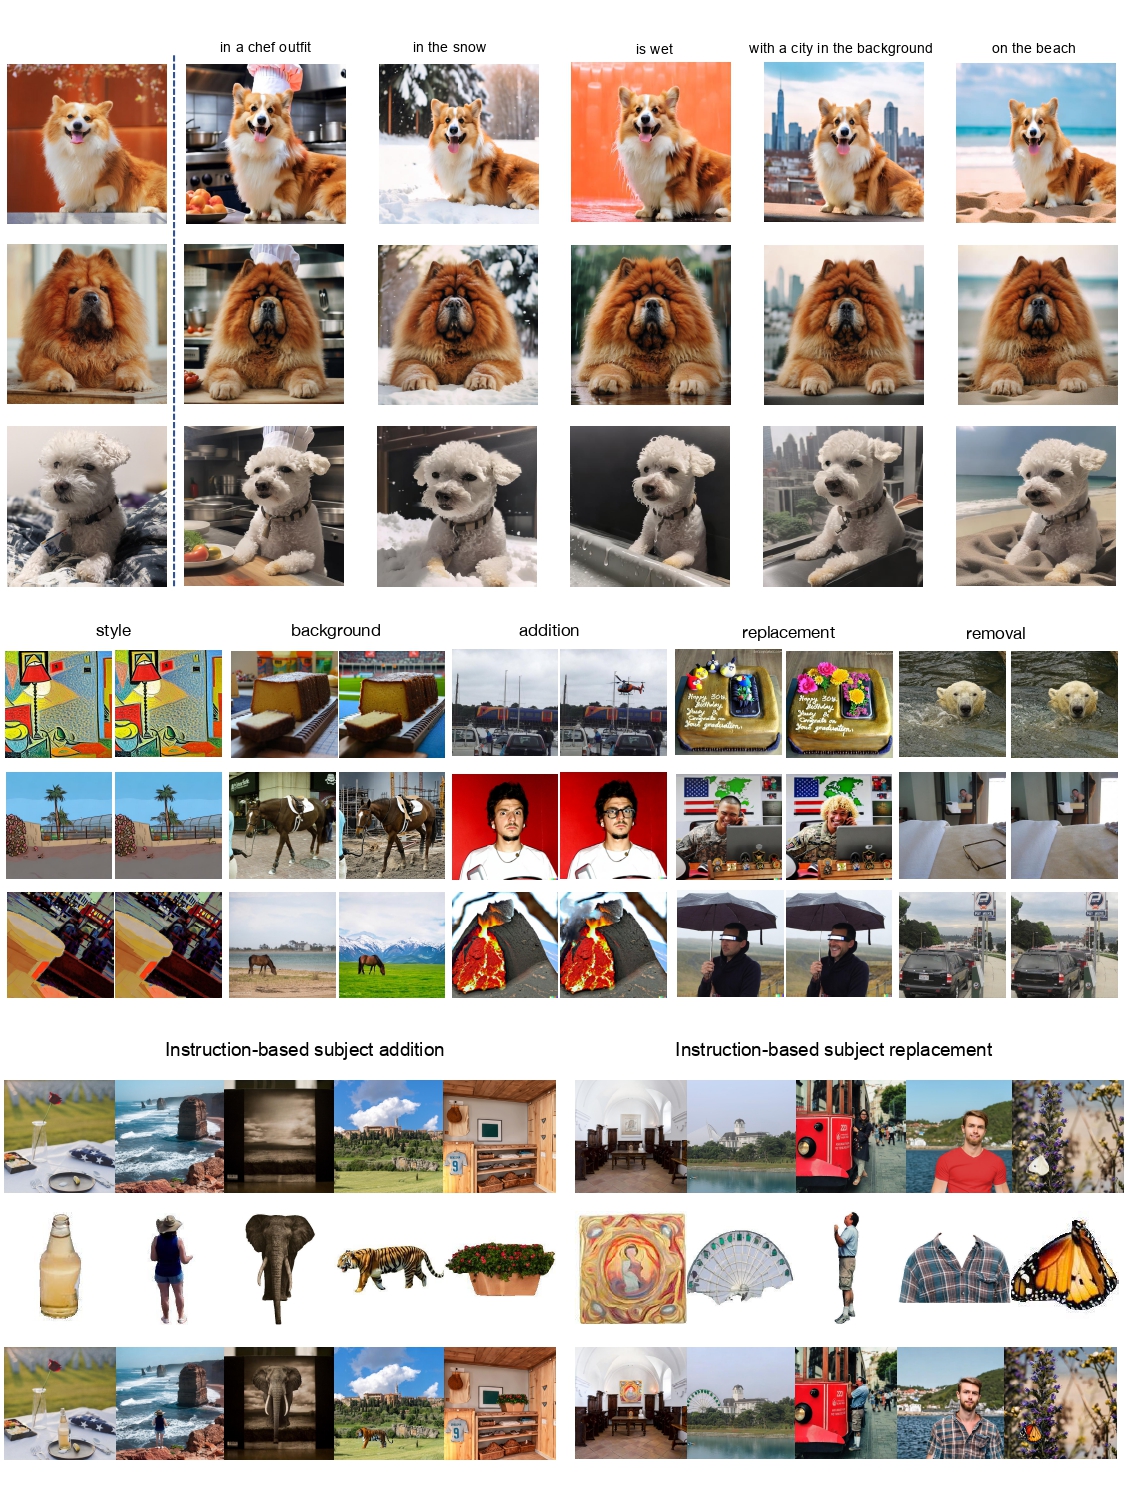 in a chef outfit
in the snow
is wet
with a city in the background
on the beach
style
background
addition
replacement
removal
Happy 30th
Birthday
Congrats on
Your graduation.
Happy 30th
Birthday
Congrats on
Your graduation.
Instruction-based subject addition
Instruction-based subject replacement
9
9